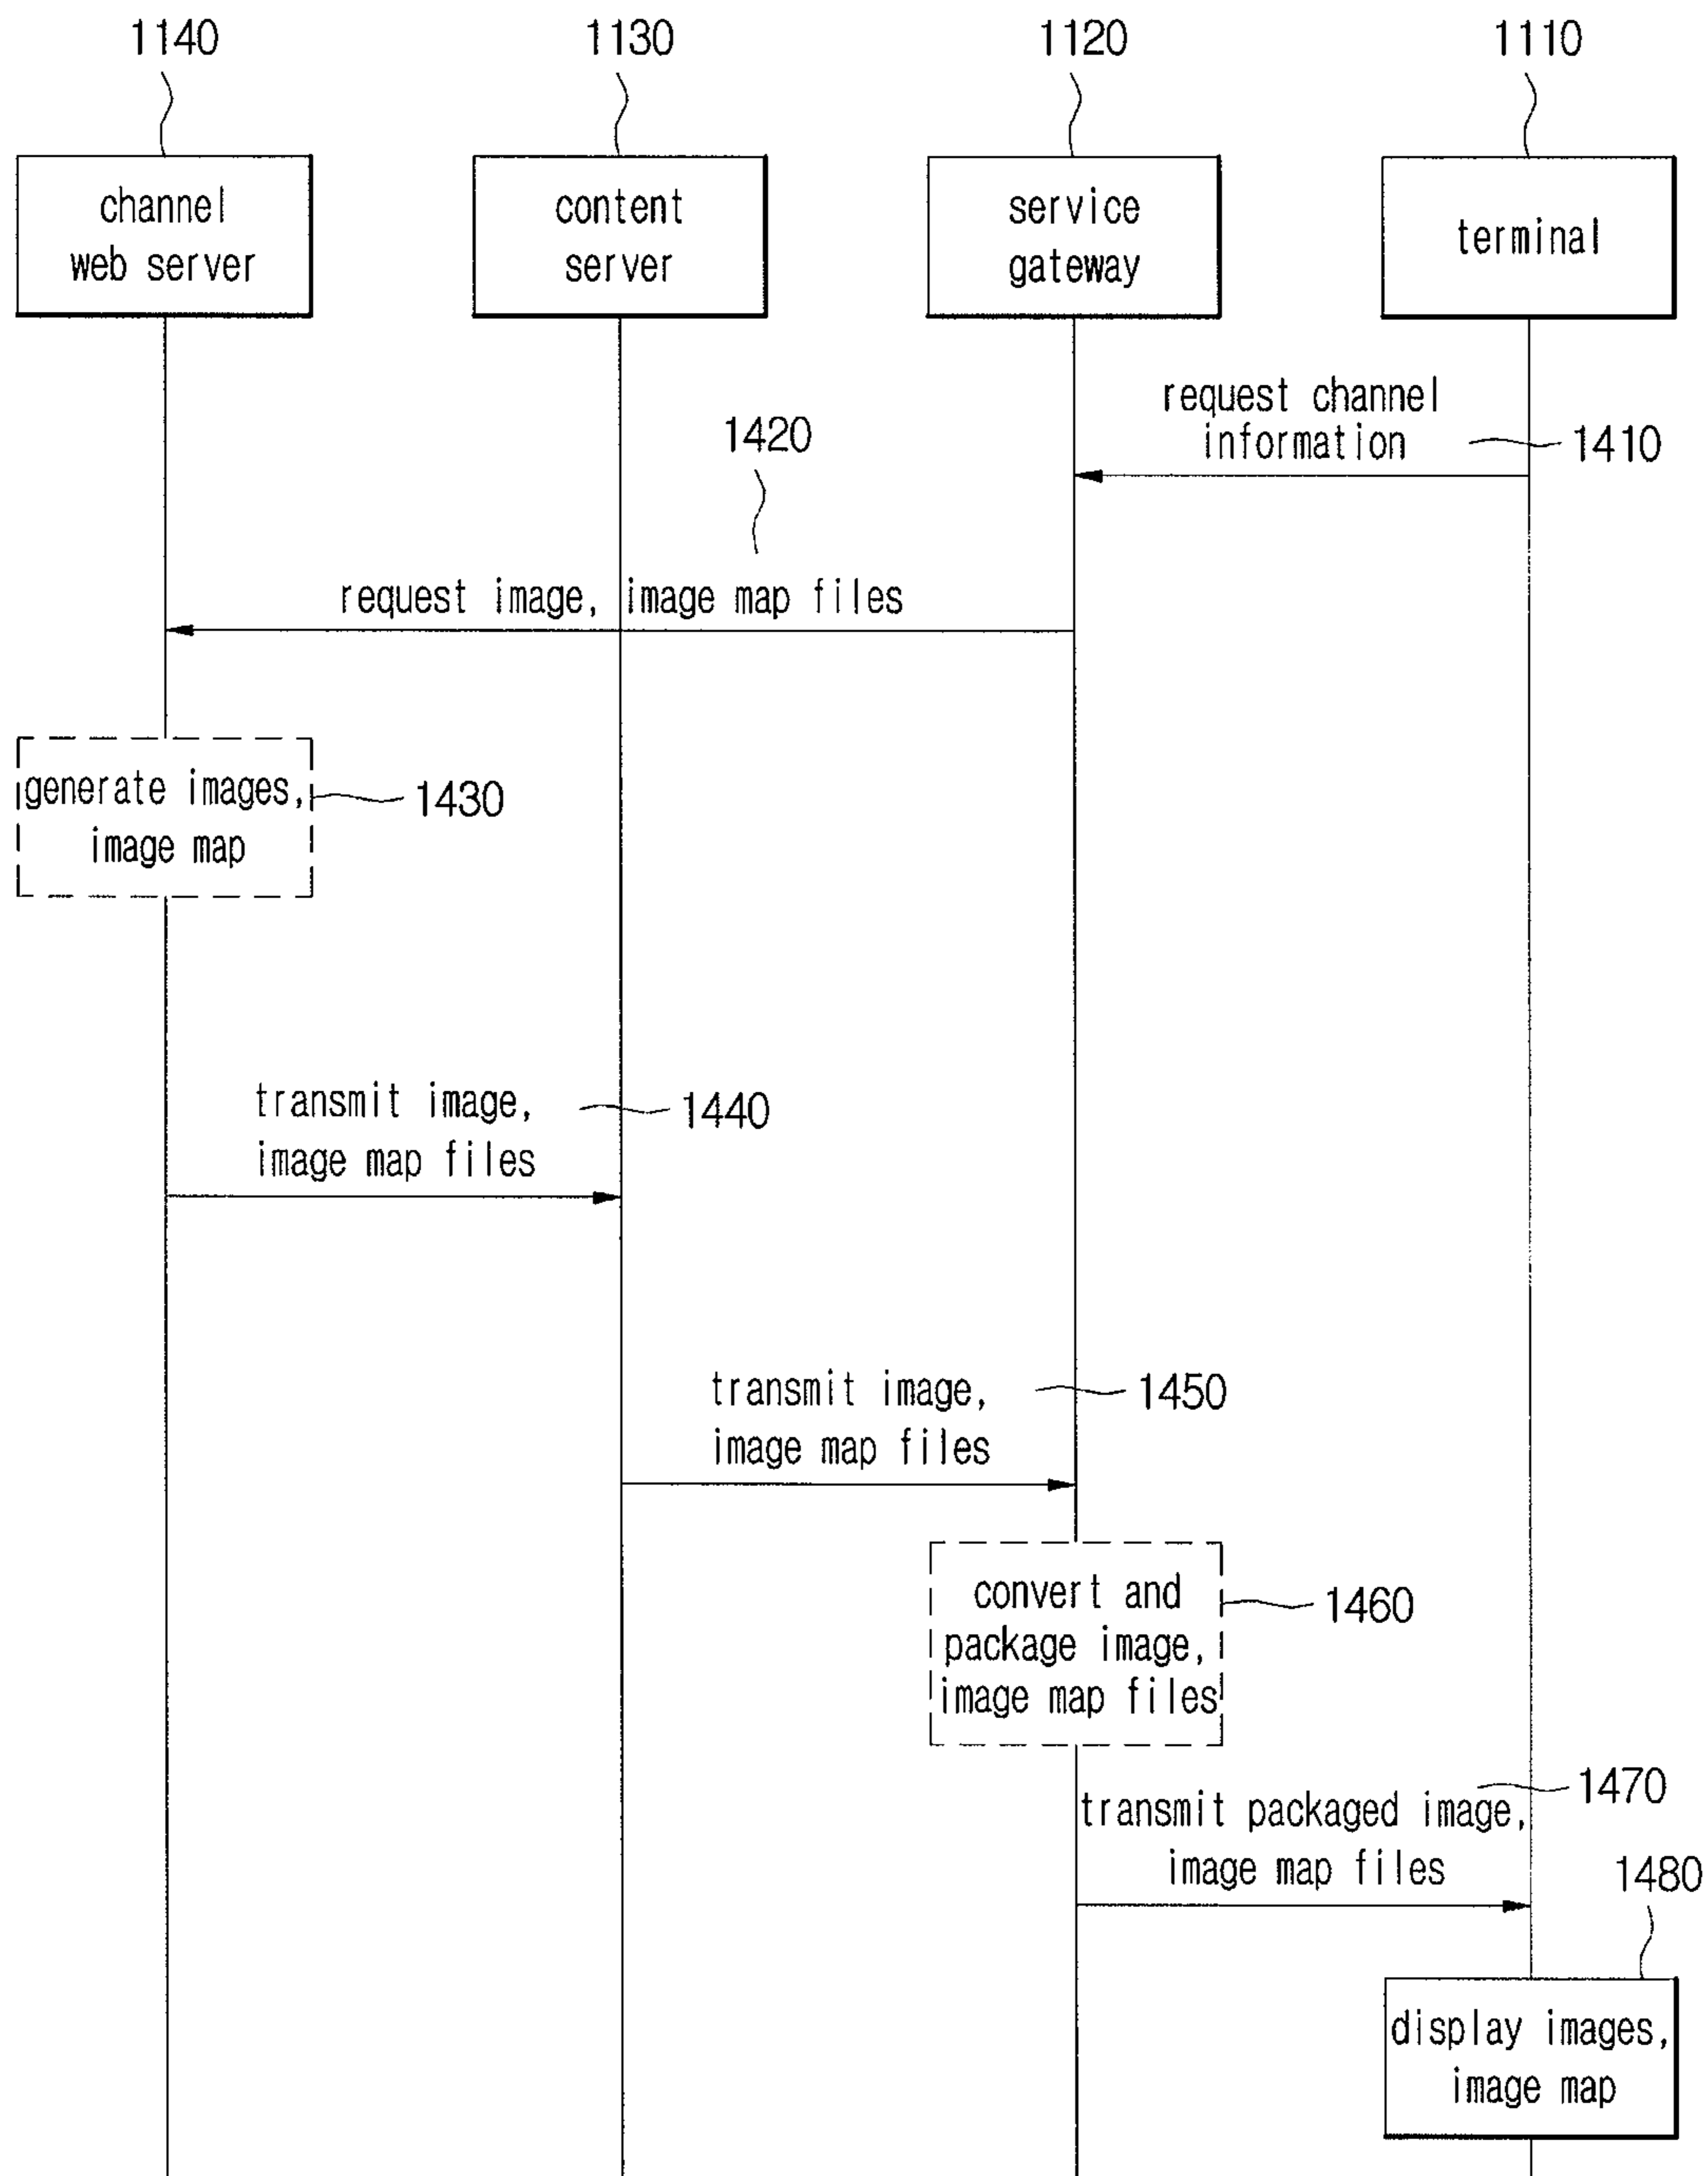 1140
1130
1120
1110
channel
web server
content
server
service
gateway
terminal
request channel
information
1410
1420
request image, image map files
generate images,
image map
1430
transmit image,
image map files
1440
transmit image,
image map files
1450
convert and
package image,
image map files
1460
1470
transmit packaged image,
image map files
1480
display images,
image map